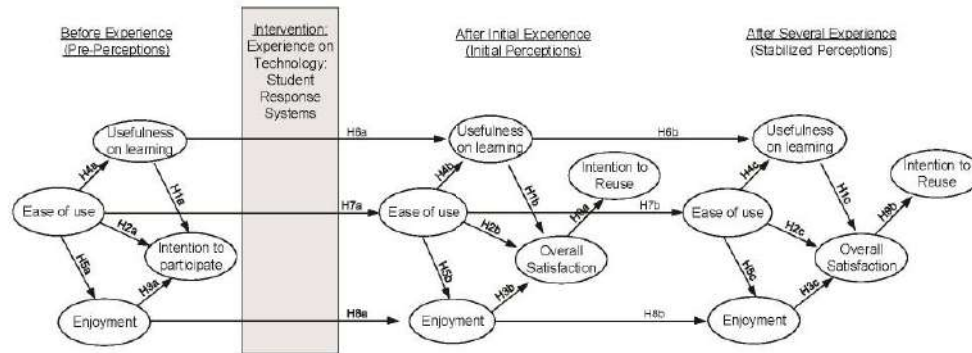 Before Experience
(Pre-Perceptions)
Intervention:
Experience on
Technology:
Student
Response
Systems
After Initial Experience
(Initial Perceptions)
After Several Experience
(Stabilized Perceptions)
Usefulness
on learning
H6a
Usefulness
on learning
H6b
Usefulness
on learning
Intention to
Reuse
Intention to
Reuse
H4a
H1a
H4b
H1b
H9a
H4c
H1c
H9b
Ease of use
H7a
Ease of use
H7b
Ease of use
H2a
H2b
H2c
Intention to
participate
Overall
Satisfaction
Overall
Satisfaction
H5a
H3a
H5b
H3b
H5c
H3c
Enjoyment
H8a
Enjoyment
H8b
Enjoyment